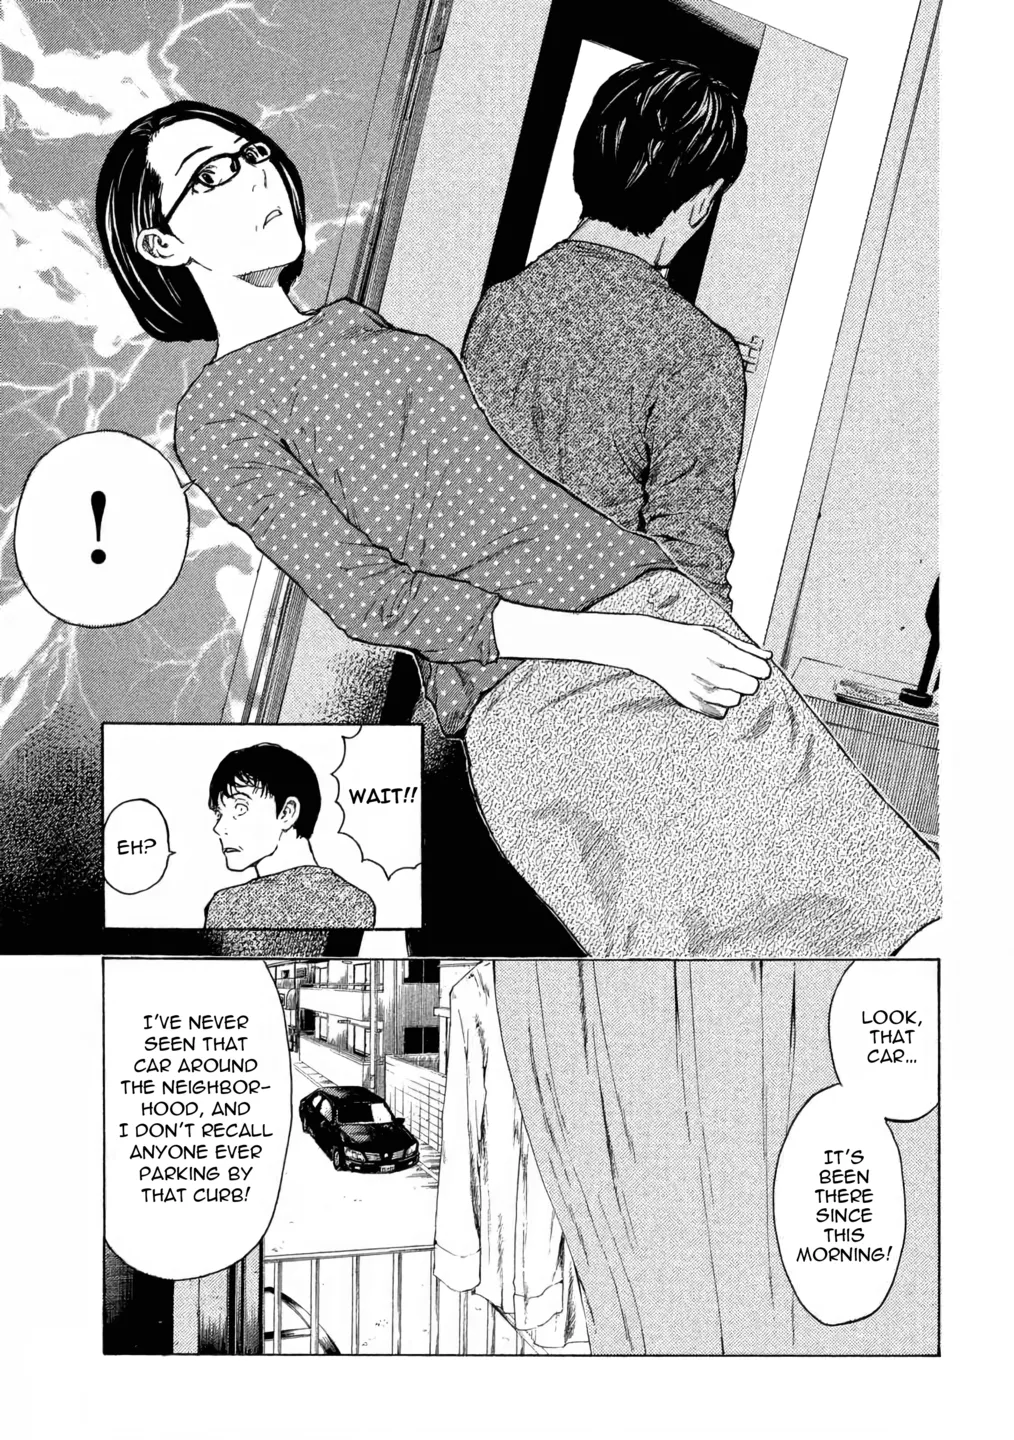 !
WAIT!!
EH?
LOOK,
THAT
CAR...
IT'S
BEEN
THERE
SINCE
THIS
MORNING!
I'VE NEVER
SEEN THAT
CAR AROUND
THE NEIGHBOR-
HOOD, AND
I DON'T RECALL
ANYONE EVER
PARKING BY
THAT CURB!